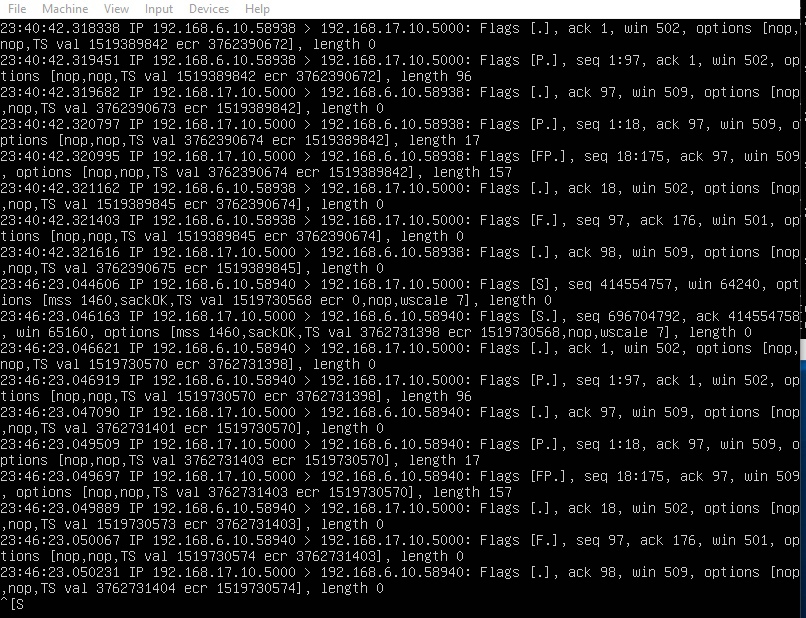 File Machine View Input Devices Help
23:40:42.318338 IP 192.168.6.10.58938 > 192.168.17.10.5000: Flags [.], ack 1, win 502, options [nop,
nop,TS val 1519389842 ecr 3762390672], length 0
23:40:42.319451 IP 192.168.6.10.58938 > 192.168.17.10.5000: Flags [P.], seq 1:97, ack 1, win 502, op
tions [nop,nop,TS val 1519389842 ecr 3762390672], length 96
23:40:42.319682 IP 192.168.17.10.5000 > 192.168.6.10.58938: Flags [.], ack 97, win 509, options [nop
,nop,TS val 3762390673 ecr 1519389842], length 0
23:40:42.320797 IP 192.168.17.10.5000 > 192.168.6.10.58938: Flags [P.], seq 1:18, ack 97, win 509, o
ptions [nop,nop,TS val 3762390674 ecr 1519389842], length 17
23:40:42.320995 IP 192.168.17.10.5000 > 192.168.6.10.58938: Flags [FP.], seq 18:175, ack 97, win 509
, options [nop,nop,TS val 3762390674 ecr 1519389842], length 157
23:40:42.321162 IP 192.168.6.10.58938 > 192.168.17.10.5000: Flags [.], ack 18, win 502, options [nop
,nop,TS val 1519389845 ecr 3762390674], length 0
23:40:42.321403 IP 192.168.6.10.58938 > 192.168.17.10.5000: Flags [F.], seq 97, ack 176, win 501, op
tions [nop,nop,TS val 1519389845 ecr 3762390674], length 0
23:40:42.321616 IP 192.168.17.10.5000 > 192.168.6.10.58938: Flags [.], ack 98, win 509, options [nop
,nop,TS val 3762390675 ecr 1519389845], length 0
23:46:23.044606 IP 192.168.6.10.58940 > 192.168.17.10.5000: Flags [S], seq 414554757, win 64240, opt
ions [mss 1460,sackOK,TS val 1519730568 ecr 0,nop,wscale 7], length 0
23:46:23.046163 IP 192.168.17.10.5000 > 192.168.6.10.58940: Flags [S.], seq 696704792, ack 414554758
, win 65160, options [mss 1460,sackOK,TS val 3762731398 ecr 1519730568,nop,wscale 7], length 0
23:46:23.046621 IP 192.168.6.10.58940 > 192.168.17.10.5000: Flags [.], ack 1, win 502, options [nop,
nop,TS val 1519730570 ecr 3762731398], length 0
23:46:23.046919 IP 192.168.6.10.58940 > 192.168.17.10.5000: Flags [P.], seq 1:97, ack 1, win 502, op
tions [nop,nop,TS val 1519730570 ecr 3762731398], length 96
23:46:23.047090 IP 192.168.17.10.5000 > 192.168.6.10.58940: Flags [.], ack 97, win 509, options [nop
,nop,TS val 3762731401 ecr 1519730570], length 0
23:46:23.049509 IP 192.168.17.10.5000 > 192.168.6.10.58940: Flags [P.], seq 1:18, ack 97, win 509, o
ptions [nop,nop,TS val 3762731403 ecr 1519730570], length 17
23:46:23.049697 IP 192.168.17.10.5000 > 192.168.6.10.58940: Flags [FP.], seq 18:175, ack 97, win 509
, options [nop,nop,TS val 3762731403 ecr 1519730570], length 157
23:46:23.049889 IP 192.168.6.10.58940 > 192.168.17.10.5000: Flags [.], ack 18, win 502, options [nop
,nop,TS val 1519730573 ecr 3762731403], length 0
23:46:23.050067 IP 192.168.6.10.58940 > 192.168.17.10.5000: Flags [F.], seq 97, ack 176, win 501, op
tions [nop,nop,TS val 1519730574 ecr 3762731403], length 0
23:46:23.050231 IP 192.168.17.10.5000 > 192.168.6.10.58940: Flags [.], ack 98, win 509, options [nop
,nop,TS val 3762731404 ecr 1519730574], length 0
^[S